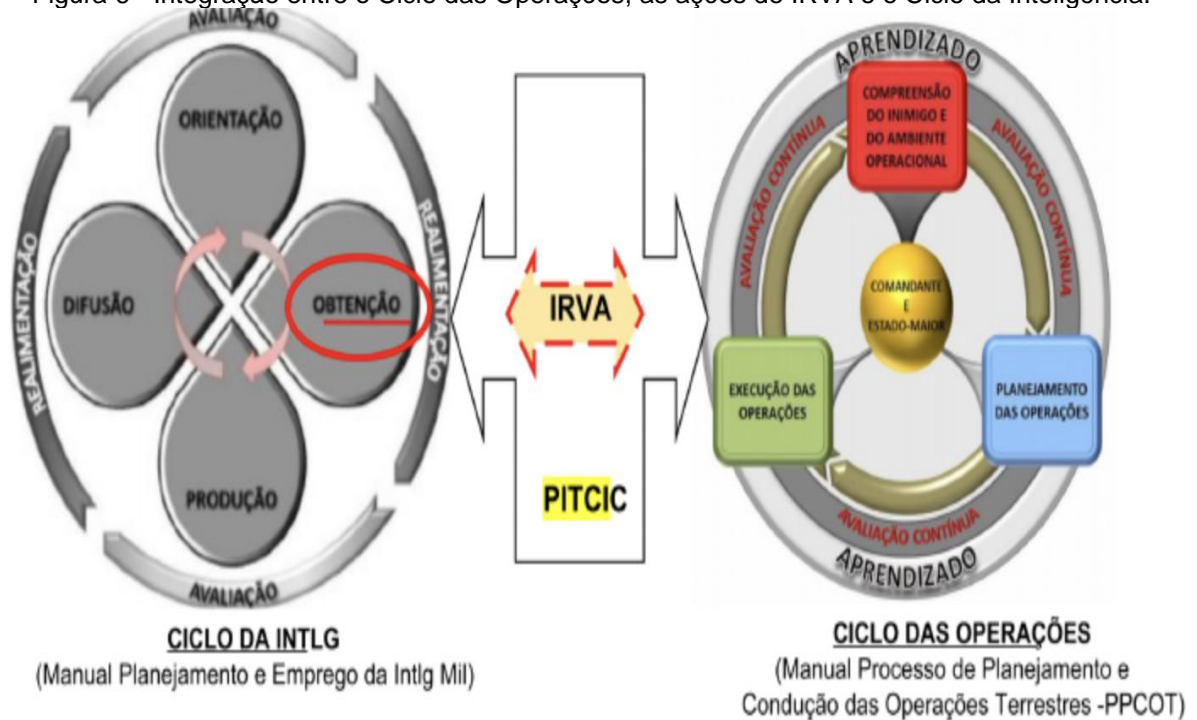 Figura 6 - Integração entre o Ciclo das Operações, as ações de IRVA e o Ciclo da Inteligência.
AVALIAÇÃO
ORIENTAÇÃO
REALIMENTAÇÃO
DIFUSÃO
OBTENÇÃO
REALIMENTAÇÃO
PRODUÇÃO
AVALIAÇÃO
CICLO DA INTLG
(Manual Planejamento e Emprego da Intlg Mil)
IRVA
PITCIC
APRENDIZADO
COMPREENSÃO
DO INIMIGO E
DO AMBIENTE
OPERACIONAL
AVALIAÇÃO CONTÍNUA
AVALIAÇÃO CONTÍNUA
COMANDANTE
E
ESTADO-MAIOR
EXECUÇÃO DAS
OPERAÇÕES
PLANEJAMENTO
DAS OPERAÇÕES
AVALIAÇÃO CONTÍNUA
APRENDIZADO
CICLO DAS OPERAÇÕES
(Manual Processo de Planejamento e
Condução das Operações Terrestres -PPCOT)